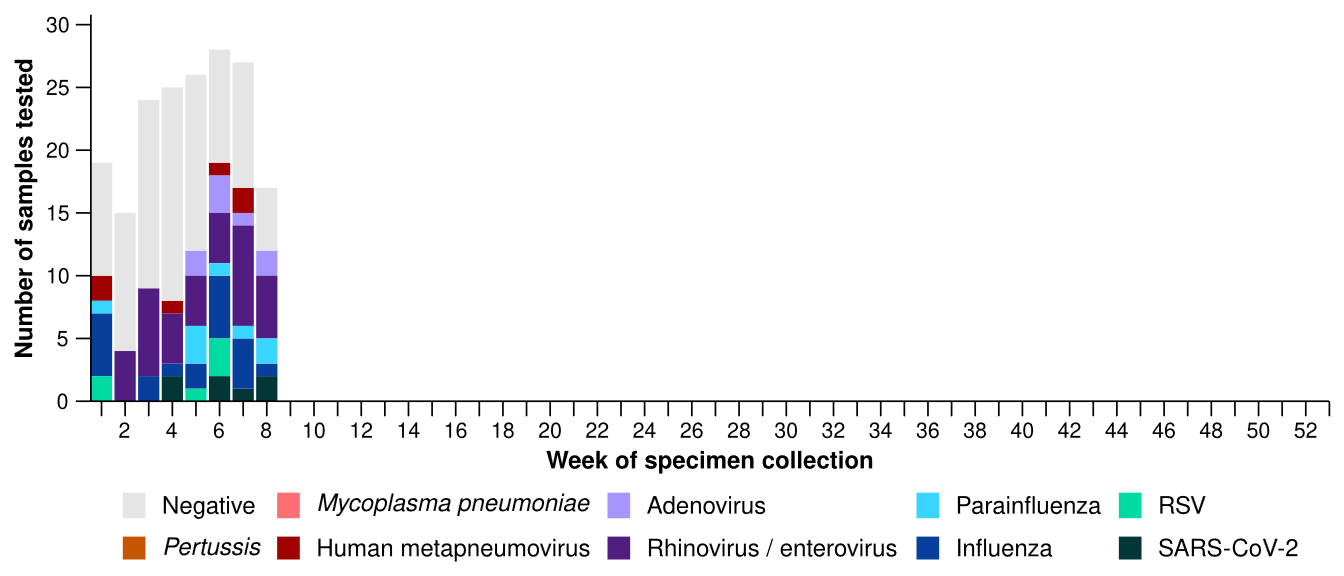 Number of samples tested
30
25
20
15
10
5
0
2 4 6 8 10 12 14 16 18 20 22 24 26 28 30 32 34 36 38 40 42 44 46 48 50 52
Week of specimen collection
Negative Mycoplasma pneumoniae Adenovirus Parainfluenza RSV
Pertussis Human metapneumovirus Rhinovirus / enterovirus Influenza SARS-CoV-2